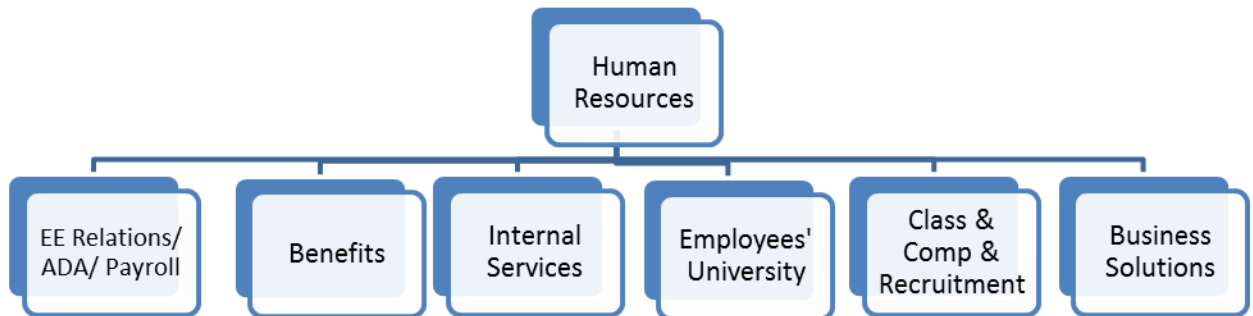 Human
Resources
EE Relations/
ADA/ Payroll
Benefits
Internal
Services
Employees'
University
Class &
Comp &
Recruitment
Business
Solutions